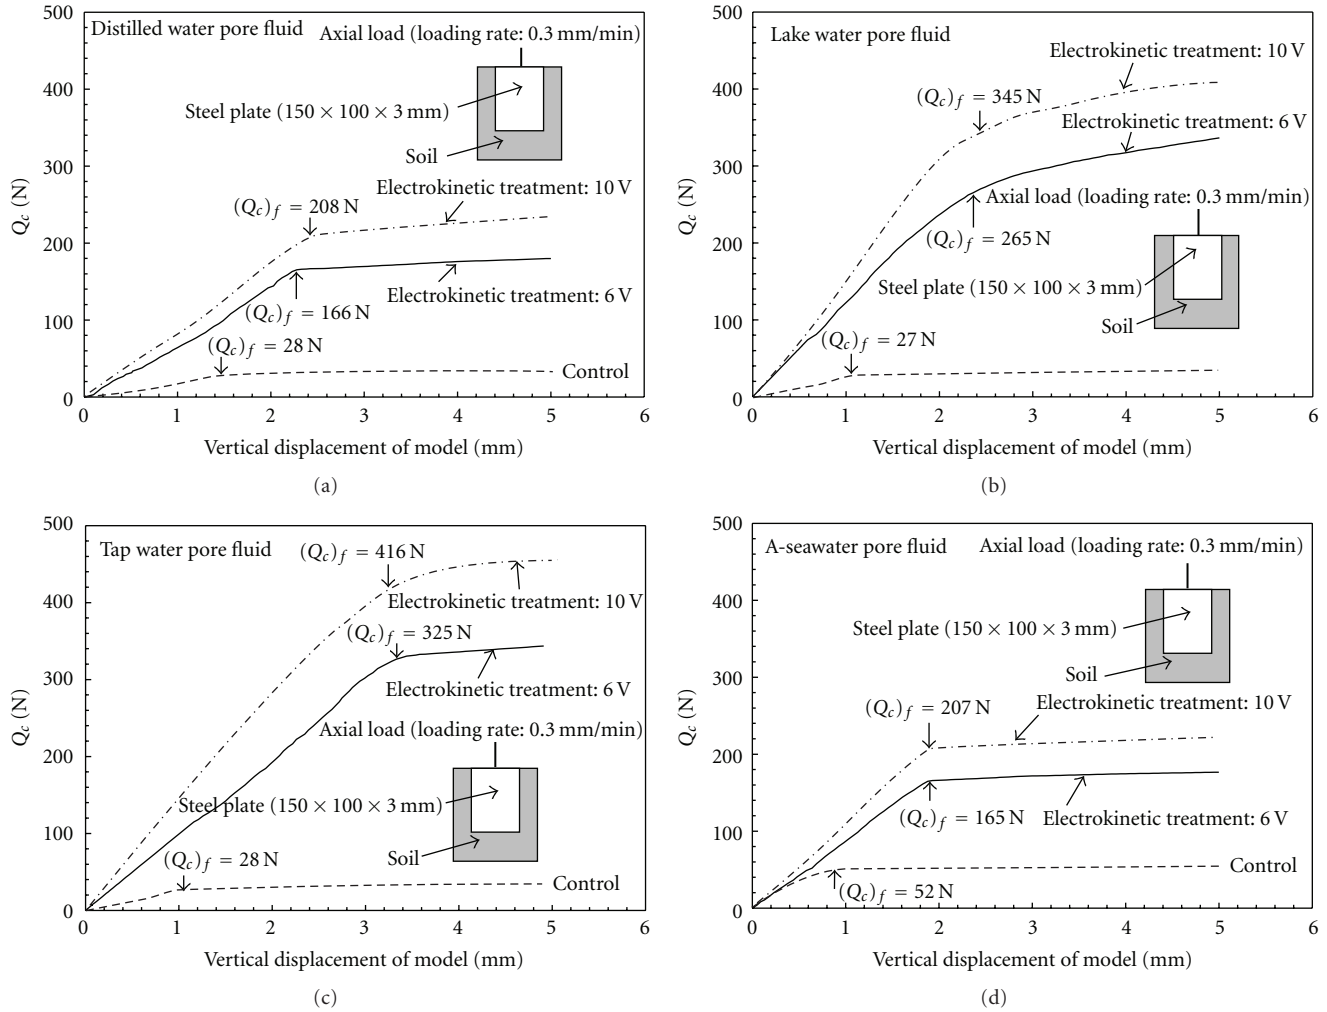 500
400
300
200
100
0
Q_c (N)
Distilled water pore fluid
Axial load (loading rate: 0.3 mm/min)
Steel plate (150 × 100 × 3 mm)
Soil
Electrokinetic treatment: 10 V
(Q_c)_f = 208 N
Electrokinetic treatment: 6 V
(Q_c)_f = 166 N
(Q_c)_f = 28 N
Control
0 1 2 3 4 5 6
Vertical displacement of model (mm)
(a)
500
400
300
200
100
0
Q_c (N)
Lake water pore fluid
Electrokinetic treatment: 10 V
(Q_c)_f = 345 N
Electrokinetic treatment: 6 V
Axial load (loading rate: 0.3 mm/min)
(Q_c)_f = 265 N
Steel plate (150 × 100 × 3 mm)
Soil
(Q_c)_f = 27 N
0 1 2 3 4 5 6
Vertical displacement of model (mm)
(b)
500
400
300
200
100
0
Q_c (N)
Tap water pore fluid
(Q_c)_f = 416 N
Electrokinetic treatment: 10 V
(Q_c)_f = 325 N
Electrokinetic treatment: 6 V
Axial load (loading rate: 0.3 mm/min)
Steel plate (150 × 100 × 3 mm)
Soil
(Q_c)_f = 28 N
Control
0 1 2 3 4 5 6
Vertical displacement of model (mm)
(c)
500
400
300
200
100
0
Q_c (N)
A-seawater pore fluid
Axial load (loading rate: 0.3 mm/min)
Steel plate (150 × 100 × 3 mm)
Soil
Electrokinetic treatment: 10 V
(Q_c)_f = 207 N
(Q_c)_f = 165 N
Electrokinetic treatment: 6 V
Control
(Q_c)_f = 52 N
0 1 2 3 4 5 6
Vertical displacement of model (mm)
(d)